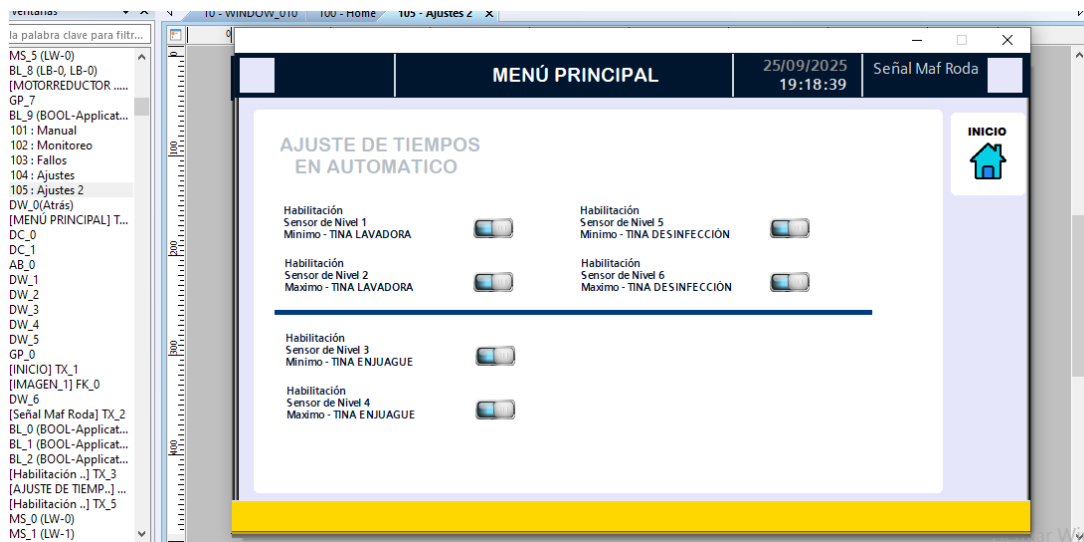 Ventanas
10 - WINDOW_010
100 - Home
105 - Ajustes 2
la palabra clave para filtr...
MS_5 (LW-0)
BL_8 (LB-0, LB-0)
[MOTORREDUCTOR .....
GP_7
BL_9 (BOOL-Applicat...
101 : Manual
102 : Monitoreo
103 : Fallos
104 : Ajustes
105 : Ajustes 2
DW_0(Atrás)
[MENÚ PRINCIPAL] T...
DC_0
DC_1
AB_0
DW_1
DW_2
DW_3
DW_4
DW_5
GP_0
[INICIO] TX_1
[IMAGEN_1] FK_0
DW_6
[Señal Maf Roda] TX_2
BL_0 (BOOL-Applicat...
BL_1 (BOOL-Applicat...
BL_2 (BOOL-Applicat...
[Habilitación ..] TX_3
[AJUSTE DE TIEMP..] ...
[Habilitación ..] TX_5
MS_0 (LW-0)
MS_1 (LW-1)
0
0
100
200
300
400
MENÚ PRINCIPAL
25/09/2025
19:18:39
Señal Maf Roda
INICIO
AJUSTE DE TIEMPOS
EN AUTOMATICO
Habilitación
Sensor de Nivel 1
Minimo - TINA LAVADORA
Habilitación
Sensor de Nivel 5
Minimo - TINA DESINFECCIÓN
Habilitación
Sensor de Nivel 2
Maximo - TINA LAVADORA
Habilitación
Sensor de Nivel 6
Maximo - TINA DESINFECCIÓN
Habilitación
Sensor de Nivel 3
Minimo - TINA ENJUAGUE
Habilitación
Sensor de Nivel 4
Maximo - TINA ENJUAGUE